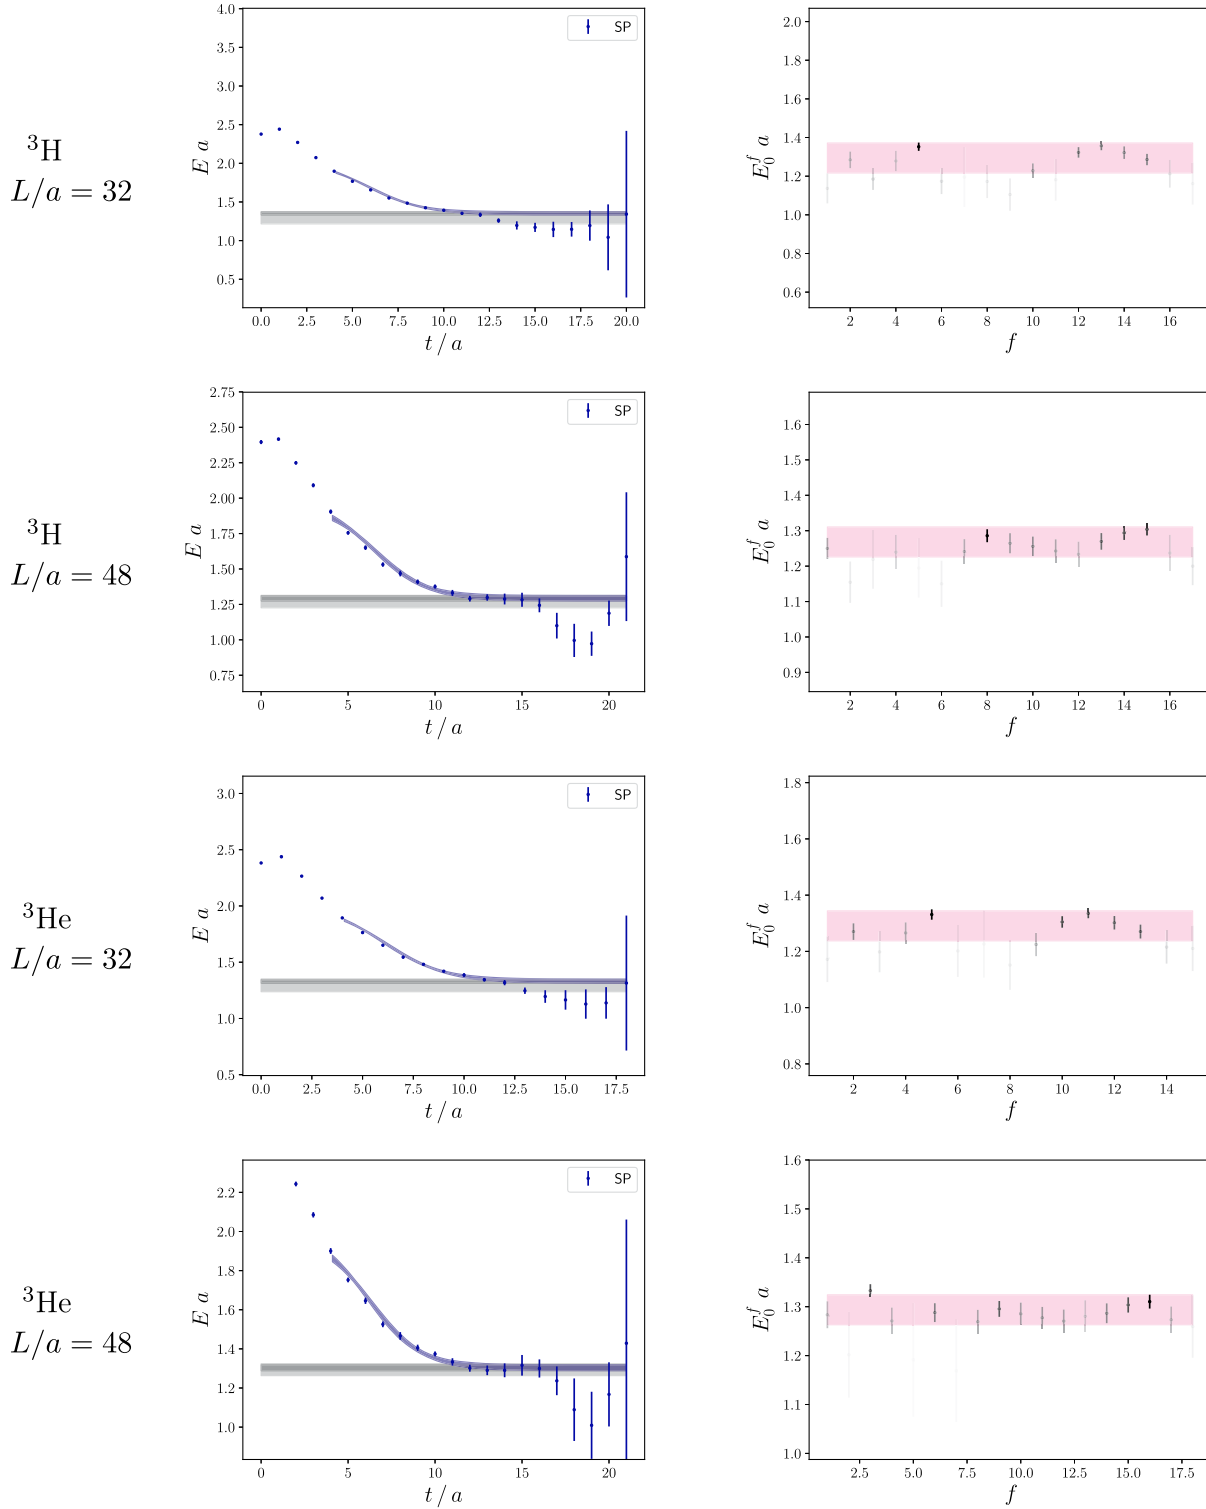 ³H
L/a = 32
4.0
3.5
3.0
2.5
2.0
1.5
1.0
0.5
E a
SP
0.0 2.5 5.0 7.5 10.0 12.5 15.0 17.5 20.0
t / a
2.0
1.8
1.6
1.4
1.2
1.0
0.8
0.6
E₀ᶠ a
2 4 6 8 10 12 14 16
f
³H
L/a = 48
2.75
2.50
2.25
2.00
1.75
1.50
1.25
1.00
0.75
E a
SP
0 5 10 15 20
t / a
1.6
1.5
1.4
1.3
1.2
1.1
1.0
0.9
E₀ᶠ a
2 4 6 8 10 12 14 16
f
³He
L/a = 32
3.0
2.5
2.0
1.5
1.0
0.5
E a
SP
0.0 2.5 5.0 7.5 10.0 12.5 15.0 17.5
t / a
1.8
1.6
1.4
1.2
1.0
0.8
E₀ᶠ a
2 4 6 8 10 12 14
f
³He
L/a = 48
2.2
2.0
1.8
1.6
1.4
1.2
1.0
E a
SP
0 5 10 15 20
t / a
1.6
1.5
1.4
1.3
1.2
1.1
1.0
E₀ᶠ a
2.5 5.0 7.5 10.0 12.5 15.0 17.5
f